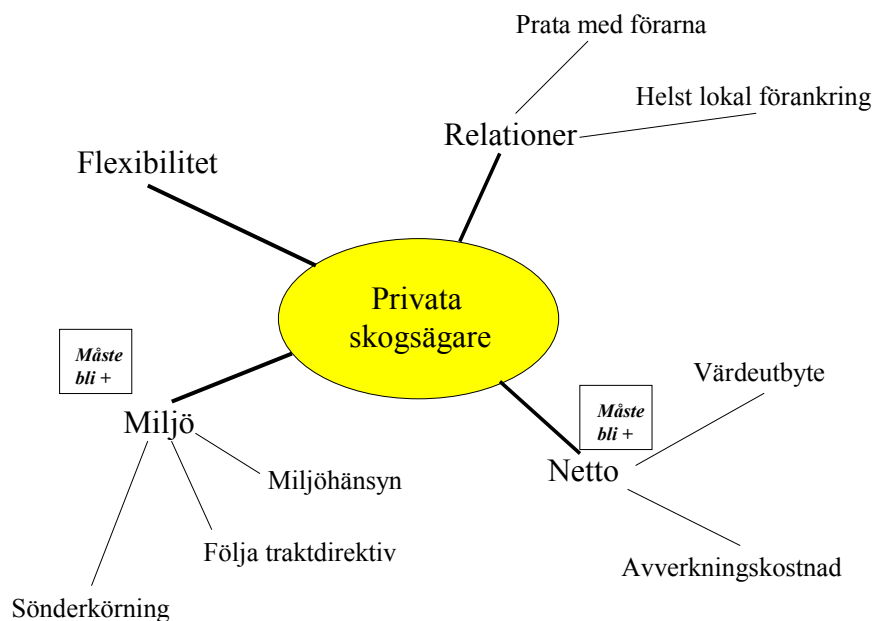 Prata med förarna
Helst lokal förankring
Relationer
Flexibilitet
Privata
skogsägare
Måste
bli +
Miljö
Miljöhänsyn
Följa traktdirektiv
Sönderkörning
Måste
bli +
Netto
Värdeutbyte
Avverkningskostnad